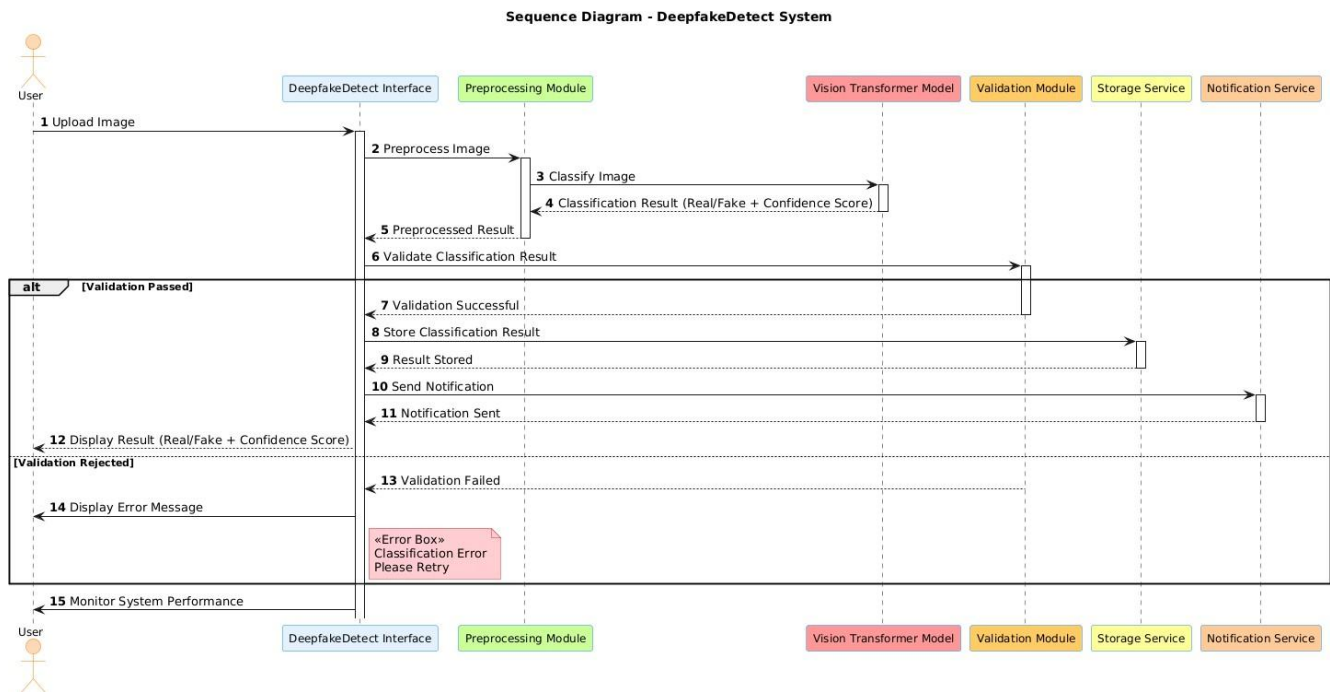 Sequence Diagram - DeepfakeDetect System
User
DeepfakeDetect Interface
Preprocessing Module
Vision Transformer Model
Validation Module
Storage Service
Notification Service
1 Upload Image
2 Preprocess Image
3 Classify Image
4 Classification Result (Real/Fake + Confidence Score)
5 Preprocessed Result
6 Validate Classification Result
alt [Validation Passed]
7 Validation Successful
8 Store Classification Result
9 Result Stored
10 Send Notification
11 Notification Sent
12 Display Result (Real/Fake + Confidence Score)
[Validation Rejected]
13 Validation Failed
14 Display Error Message
«Error Box»
Classification Error
Please Retry
15 Monitor System Performance
User
DeepfakeDetect Interface
Preprocessing Module
Vision Transformer Model
Validation Module
Storage Service
Notification Service